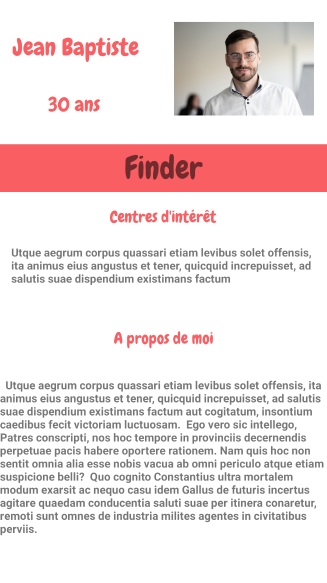 Jean Baptiste
30 ans
Finder
Centres d'intérêt
Utque aegrum corpus quassari etiam levibus solet offensis,
ita animus eius angustus et tener, quicquid increpuisset, ad
salutis suae dispendium existimans factum
A propos de moi
Utque aegrum corpus quassari etiam levibus solet offensis, ita
animus eius angustus et tener, quicquid increpuisset, ad salutis
suae dispendium existimans factum aut cogitatum, insontium
caedibus fecit victoriam luctuosam. Ego vero sic intellego,
Patres conscripti, nos hoc tempore in provinciis decernendis
perpetuae pacis habere oportere rationem. Nam quis hoc non
sentit omnia alia esse nobis vacua ab omni periculo atque etiam
suspicione belli? Quo cognito Constantius ultra mortalem
modum exarsit ac nequo casu idem Gallus de futuris incertus
agitare quaedam conducentia saluti suae per itinera conaretur,
remoti sunt omnes de industria milites agentes in civitatibus
perviis.